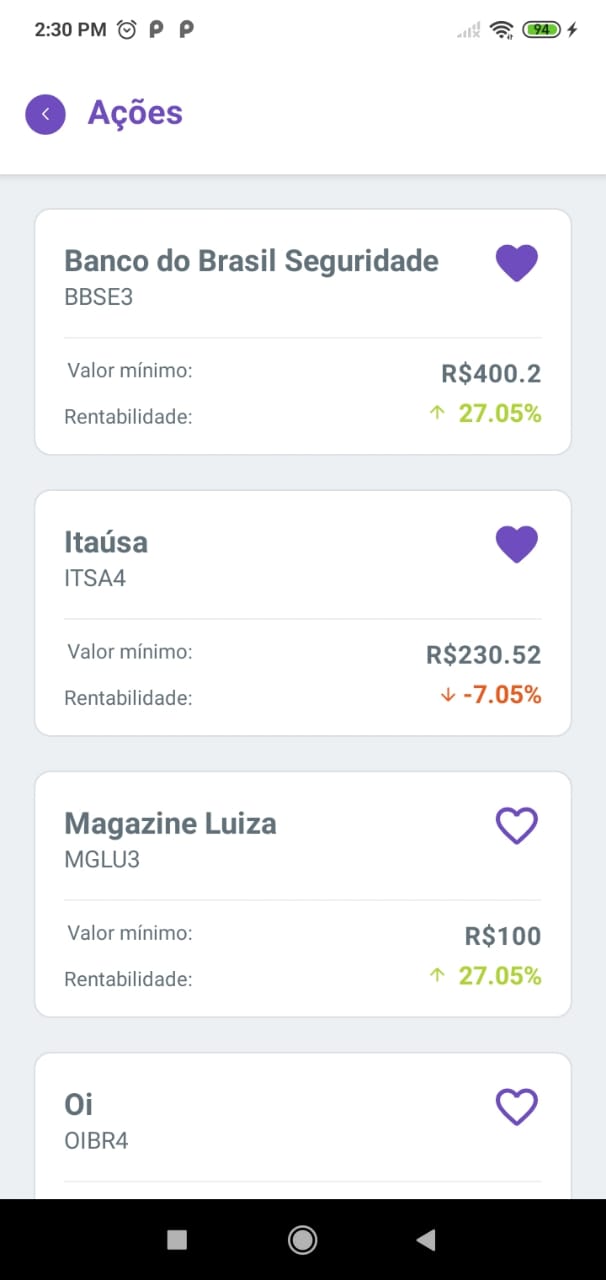 2:30 PM P P 94
Ações
Banco do Brasil Seguridade
BBSE3
Valor mínimo: R$400.2
Rentabilidade: ↑ 27.05%
Itaúsa
ITSA4
Valor mínimo: R$230.52
Rentabilidade: ↓ -7.05%
Magazine Luiza
MGLU3
Valor mínimo: R$100
Rentabilidade: ↑ 27.05%
Oi
OIBR4